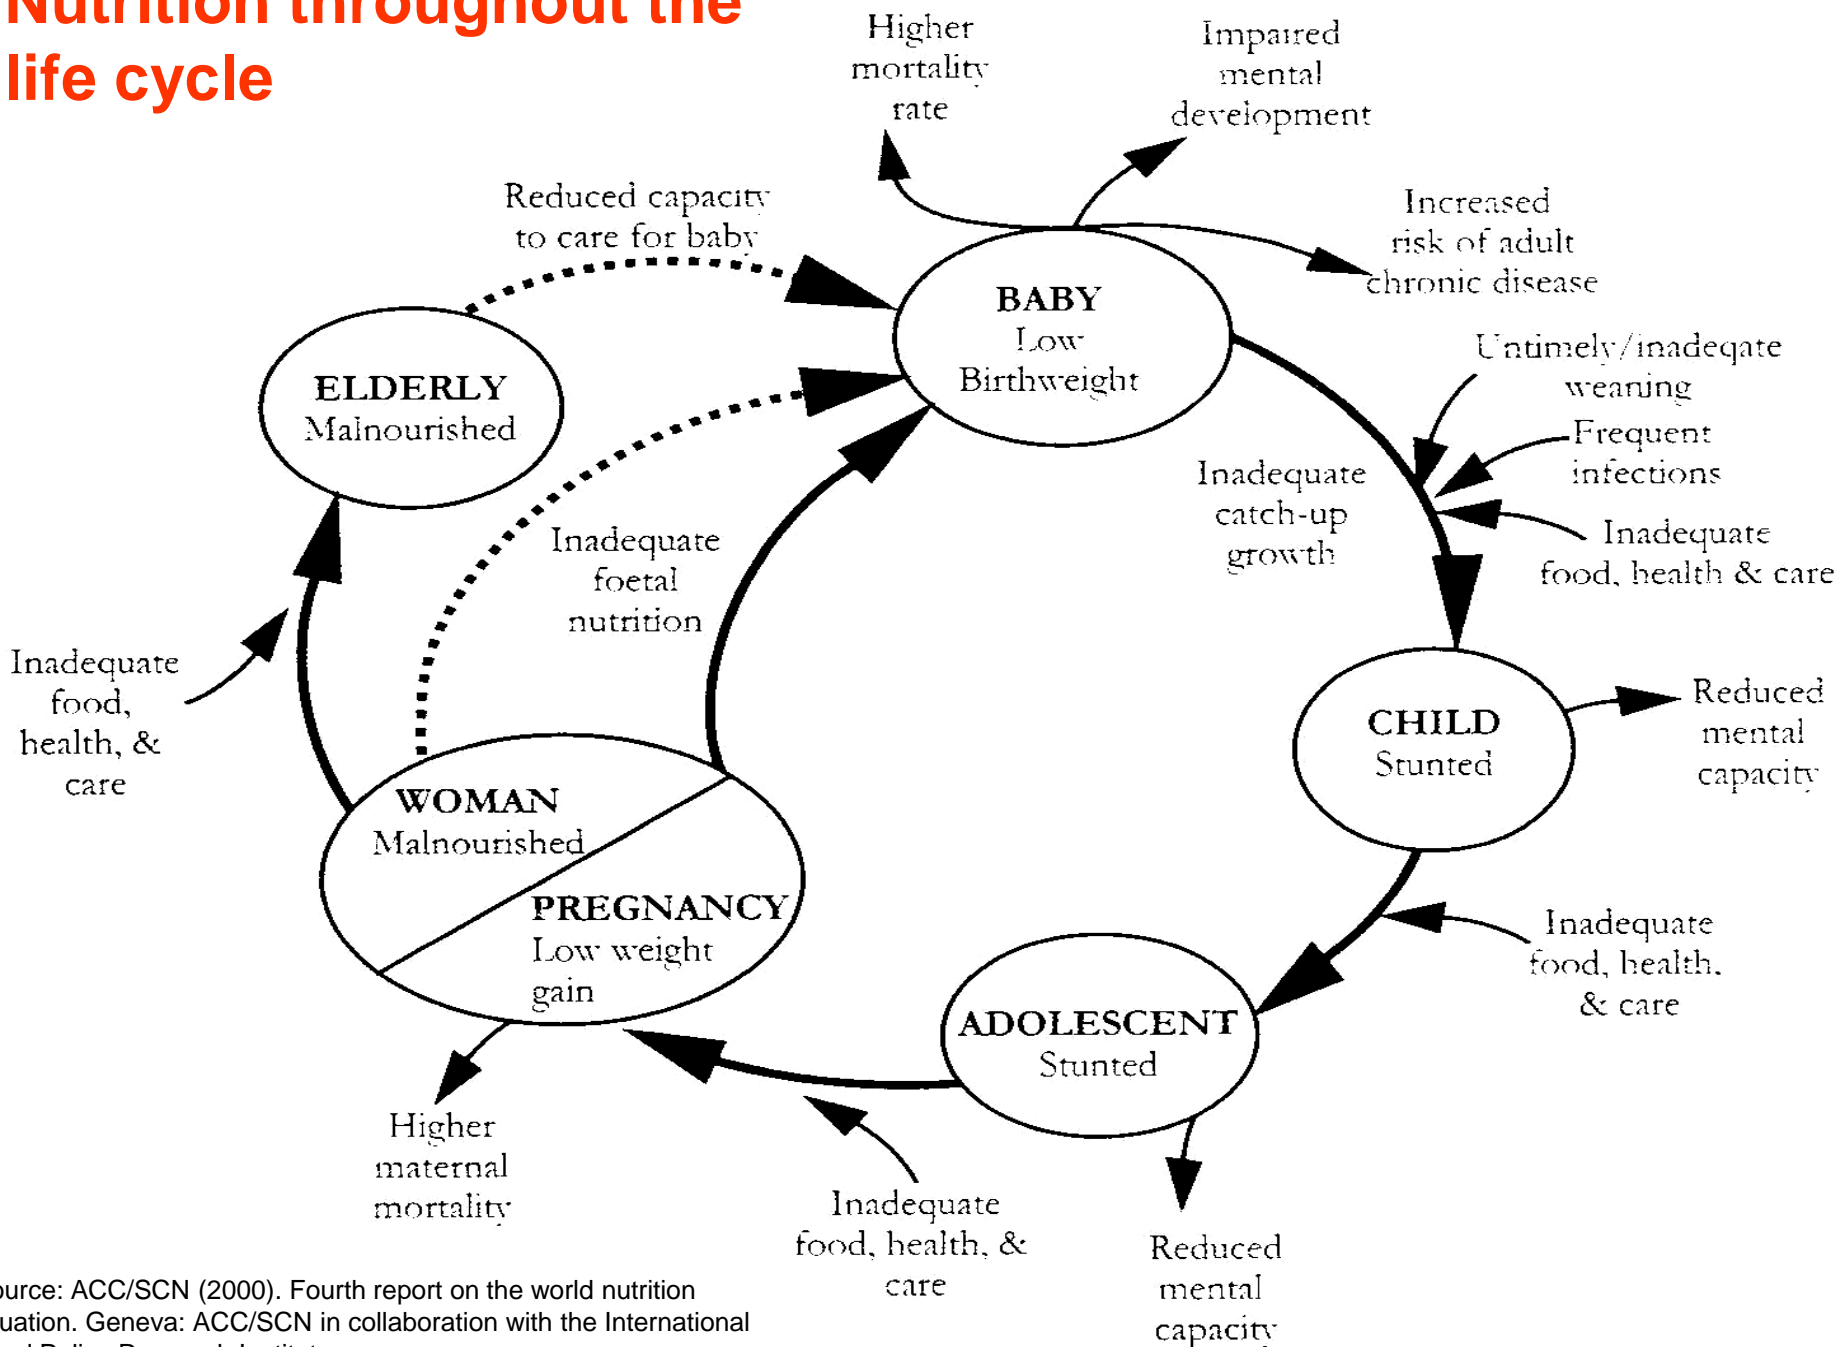 Nutrition throughout the
life cycle
Higher
mortality
rate
Impaired
mental
development
Reduced capacity
to care for baby
Increased
risk of adult
chronic disease
BABY
Low
Birthweight
Untimely/inadeqate
weaning
Frequent
infections
Inadequate
food, health & care
ELDERLY
Malnourished
Inadequate
catch-up
growth
Inadequate
foetal
nutrition
Inadequate
food,
health, &
care
CHILD
Stunted
Reduced
mental
capacity
WOMAN
Malnourished
PREGNANCY
Low weight
gain
Inadequate
food, health,
& care
ADOLESCENT
Stunted
Higher
maternal
mortality
Inadequate
food, health, &
care
Reduced
mental
capacity
ource: ACC/SCN (2000). Fourth report on the world nutrition
uation. Geneva: ACC/SCN in collaboration with the International